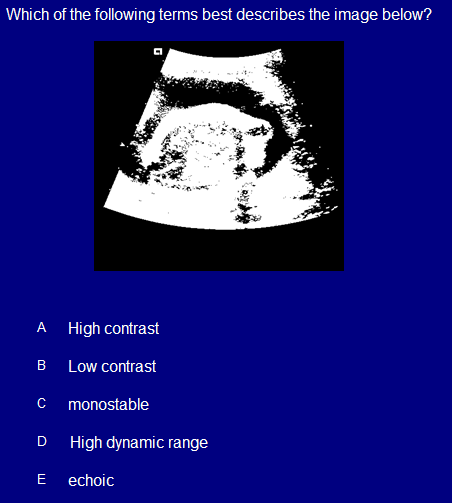 Which of the following terms best describes the image below?
A High contrast
B Low contrast
C monostable
D High dynamic range
E echoic